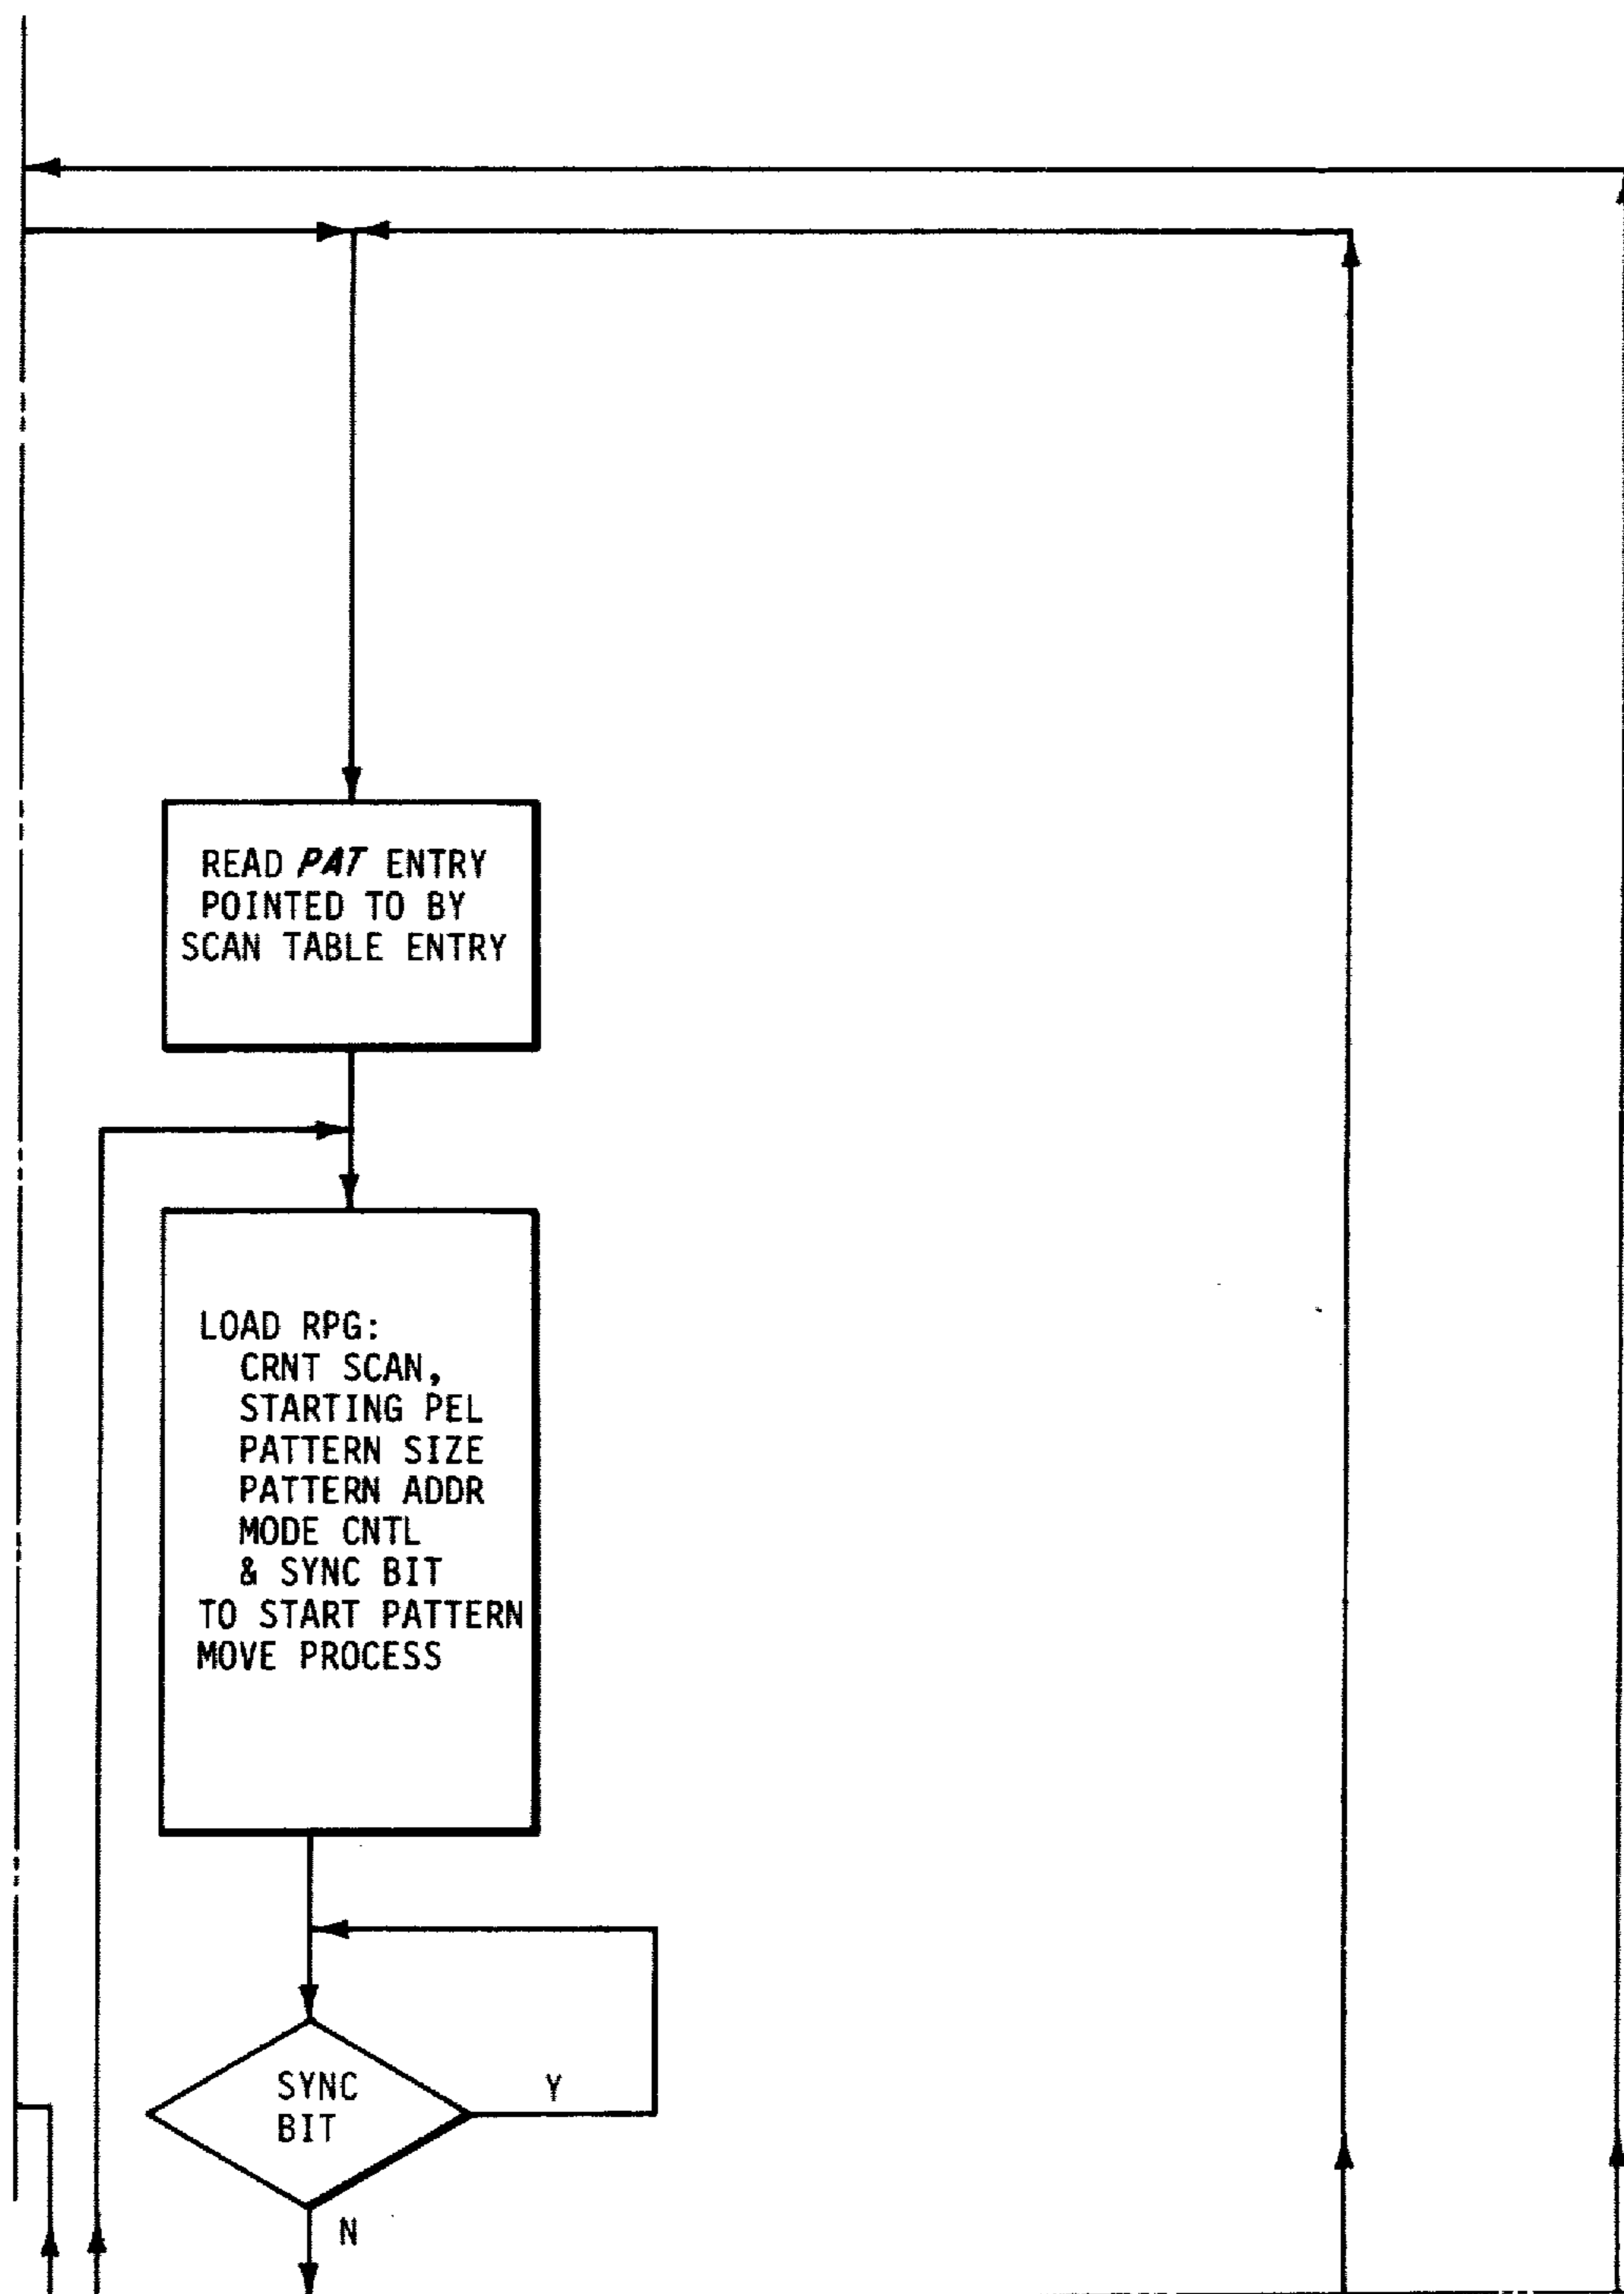 READ PAT ENTRY
POINTED TO BY
SCAN TABLE ENTRY
LOAD RPG:
CRNT SCAN,
STARTING PEL
PATTERN SIZE
PATTERN ADDR
MODE CNTL
& SYNC BIT
TO START PATTERN
MOVE PROCESS
SYNC
BIT
Y
N